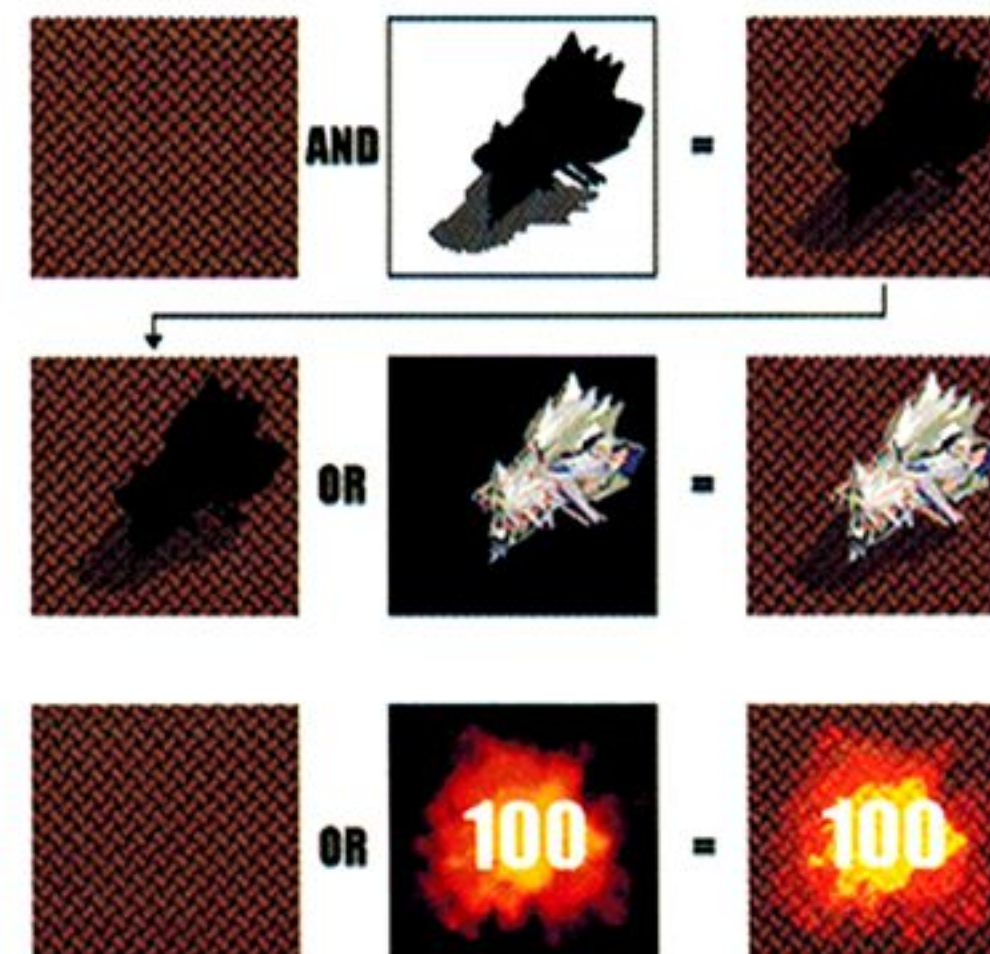 AND =
OR =
OR 100 = 100